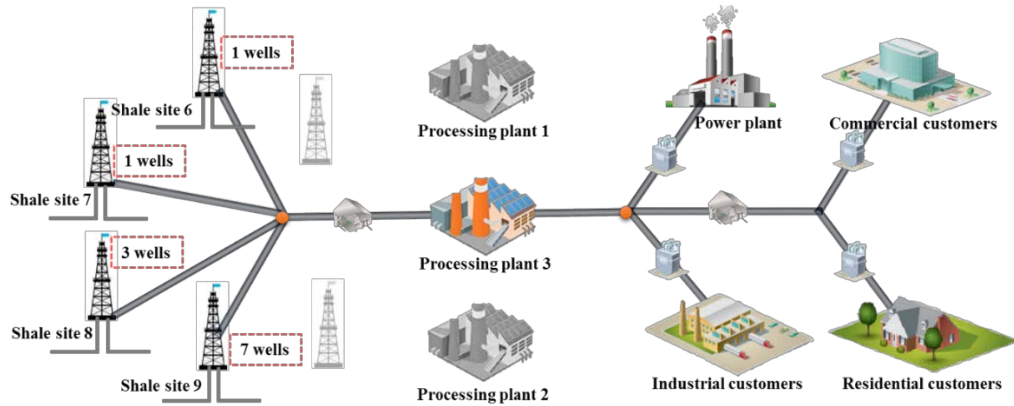 1 wells
Shale site 6
Processing plant 1
Power plant
Commercial customers
1 wells
Shale site 7
3 wells
Processing plant 3
Shale site 8
7 wells
Shale site 9
Processing plant 2
Industrial customers
Residential customers